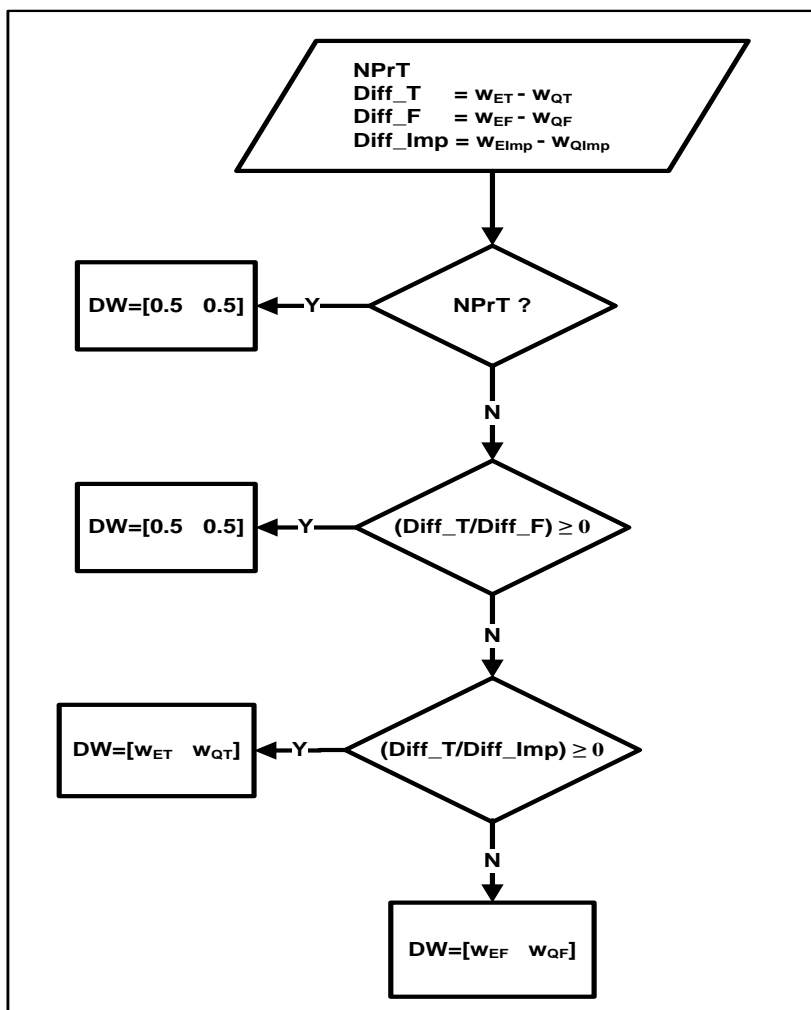 NPrT
Diff_T = wET - wQT
Diff_F = wEF - wQF
Diff_Imp = wEImp - wQImp
DW=[0.5 0.5]
Y
NPrT ?
N
DW=[0.5 0.5]
Y
(Diff_T/Diff_F) ≥ 0
N
DW=[wET wQT]
Y
(Diff_T/Diff_Imp) ≥ 0
N
DW=[wEF wQF]